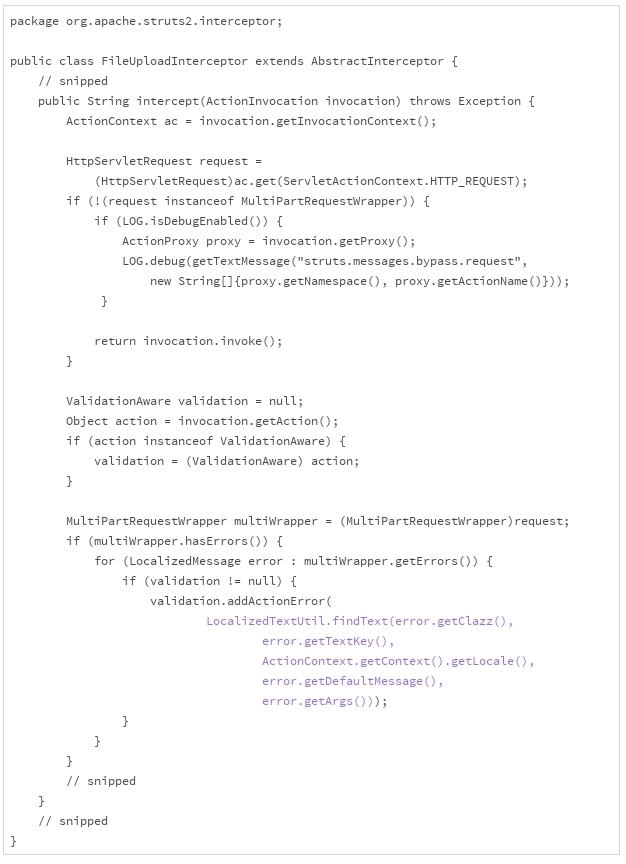 package org.apache.struts2.interceptor;
public class FileUploadInterceptor extends AbstractInterceptor {
// snipped
public String intercept(ActionInvocation invocation) throws Exception {
ActionContext ac = invocation.getInvocationContext();
HttpServletRequest request =
(HttpServletRequest)ac.get(ServletActionContext.HTTP_REQUEST);
if (!(request instanceof MultiPartRequestWrapper)) {
if (LOG.isDebugEnabled()) {
ActionProxy proxy = invocation.getProxy();
LOG.debug(getTextMessage("struts.messages.bypass.request",
new String[]{proxy.getNamespace(), proxy.getActionName()}));
}
return invocation.invoke();
}
ValidationAware validation = null;
Object action = invocation.getAction();
if (action instanceof ValidationAware) {
validation = (ValidationAware) action;
}
MultiPartRequestWrapper multiWrapper = (MultiPartRequestWrapper)request;
if (multiWrapper.hasErrors()) {
for (LocalizedMessage error : multiWrapper.getErrors()) {
if (validation != null) {
validation.addActionError(
LocalizedTextUtil.findText(error.getClazz(),
error.getTextKey(),
ActionContext.getContext().getLocale(),
error.getDefaultMessage(),
error.getArgs()));
}
}
}
// snipped
}
// snipped
}